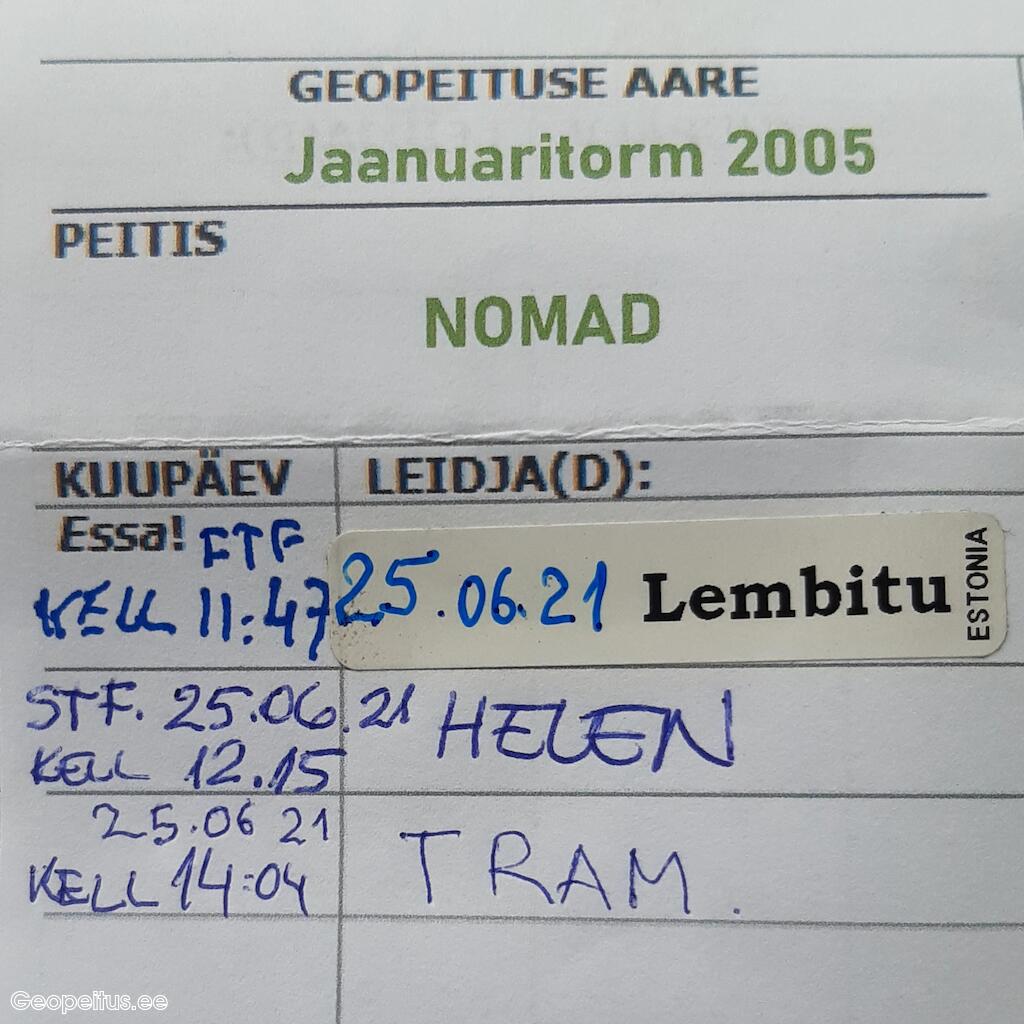 GEOPEITUSE AARE
Jaanuaritorm 2005
PEITIS
NOMAD
KUUPÄEV LEIDJA(D):
Essa! FTF
KELL 11:47 25.06.21 Lembitu ESTONIA
STF. 25.06.21 HELEN
KELL 12.15
25.06 21
KELL 14:04 TRAM.
Geopeitus.ee